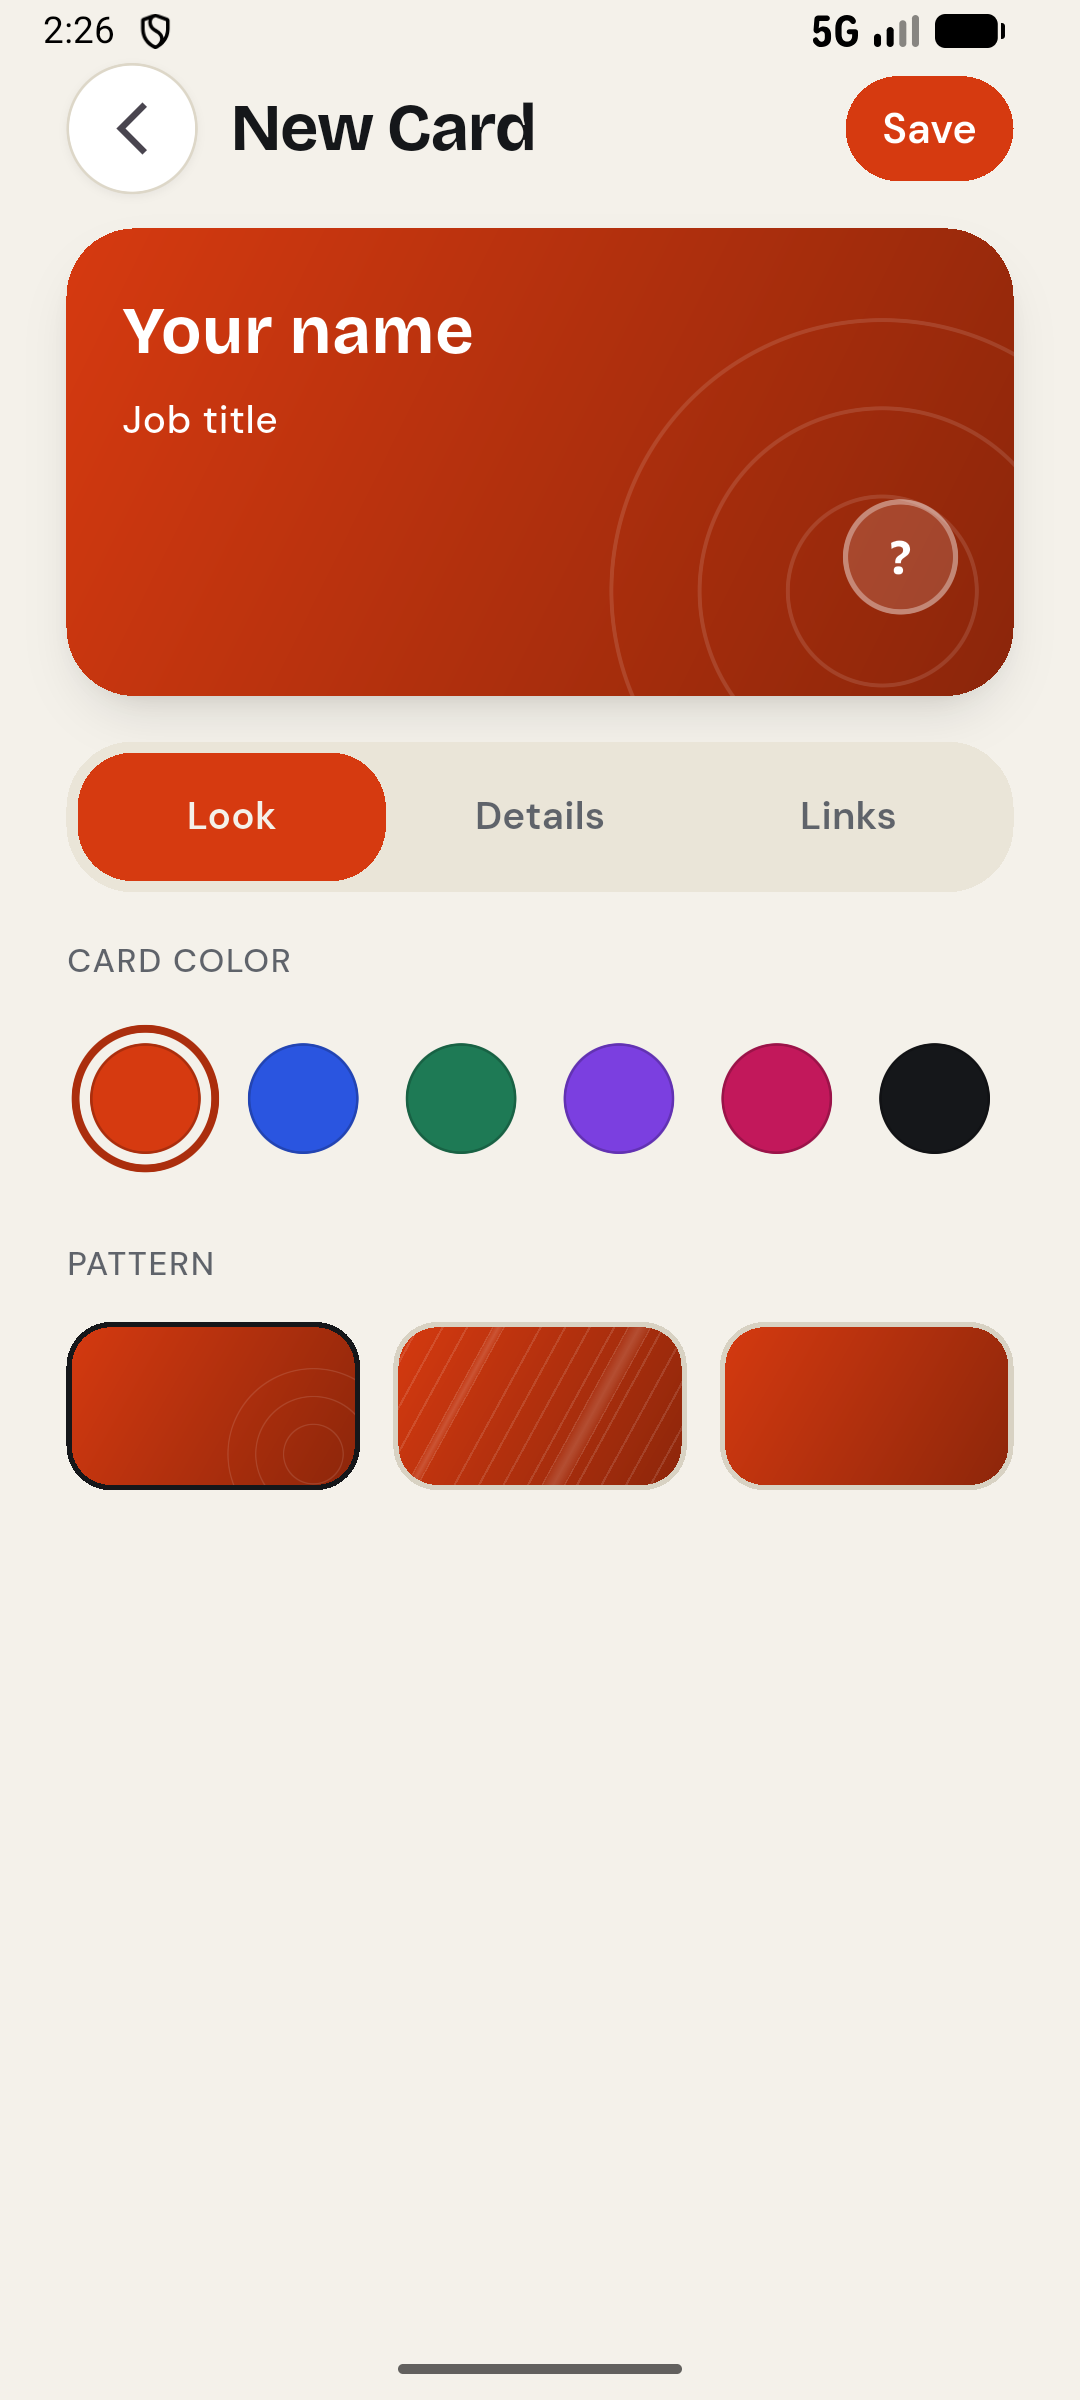 2:26
5G
New Card
Save
Your name
Job title
?
Look
Details
Links
CARD COLOR
PATTERN